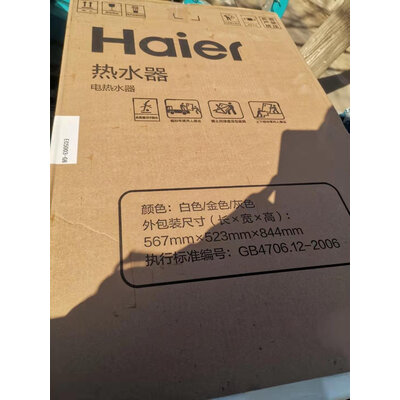 Haier
热水器
电热水器
颜色：白色/金色/灰色
外包装尺寸（长×宽×高）：
567mm×523mm×844mm
执行标准编号：GB4706.12-2006